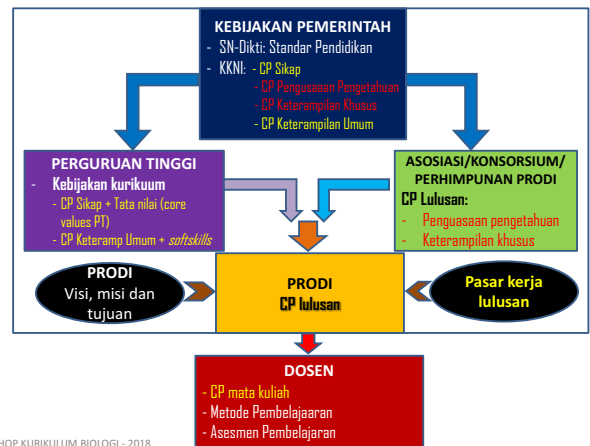 KEBIJAKAN PEMERINTAH
- SN-Dikti: Standar Pendidikan
- KKNI: - CP Sikap
- CP Pengusaaan Pengetahuan
- CP Keterampilan Khusus
- CP Keterampilan Umum
PERGURUAN TINGGI
- Kebijakan kurikuum
- CP Sikap + Tata nilai (core
values PT)
- CP Keteramp Umum + softskills
ASOSIASI/KONSORSIUM/
PERHIMPUNAN PRODI
CP Lulusan:
- Penguasaan pengetahuan
- Keterampilan khusus
PRODI
Visi, misi dan
tujuan
PRODI
CP lulusan
Pasar kerja
lulusan
DOSEN
- CP mata kuliah
- Metode Pembelajaaran
- Asesmen Pembelajaran
HOP KURIKULUM BIOLOGI - 2018